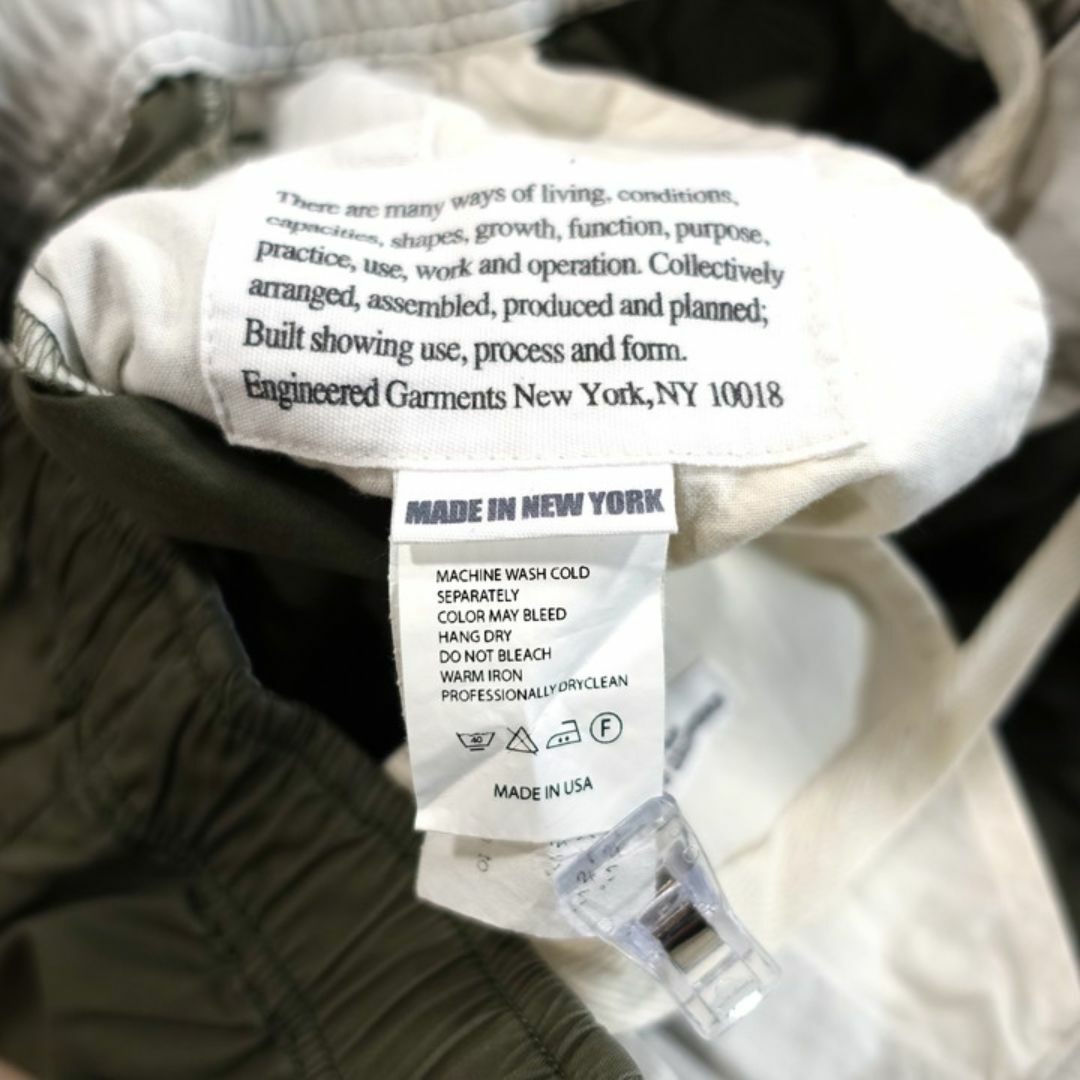 There are many ways of living, conditions,
capacities, shapes, growth, function, purpose,
practice, use, work and operation. Collectively
arranged, assembled, produced and planned;
Built showing use, process and form.
Engineered Garments New York, NY 10018
MADE IN NEW YORK
MACHINE WASH COLD
SEPARATELY
COLOR MAY BLEED
HANG DRY
DO NOT BLEACH
WARM IRON
PROFESSIONALLY DRYCLEAN
40 F
MADE IN USA